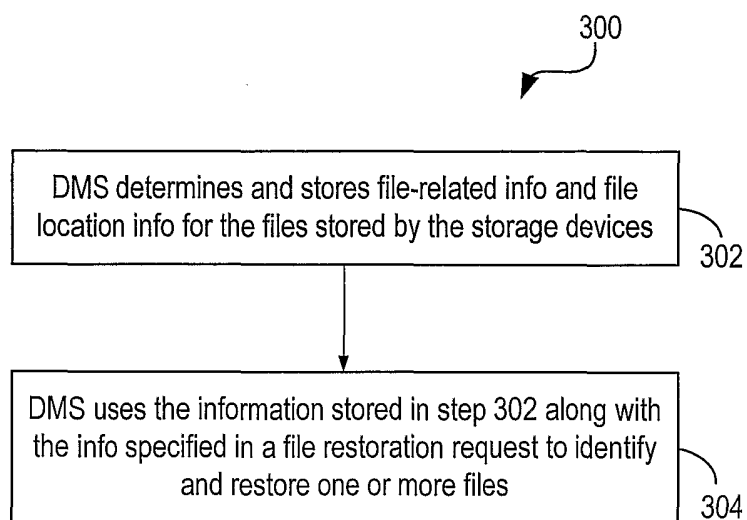 300
DMS determines and stores file-related info and file
location info for the files stored by the storage devices
302
DMS uses the information stored in step 302 along with
the info specified in a file restoration request to identify
and restore one or more files
304